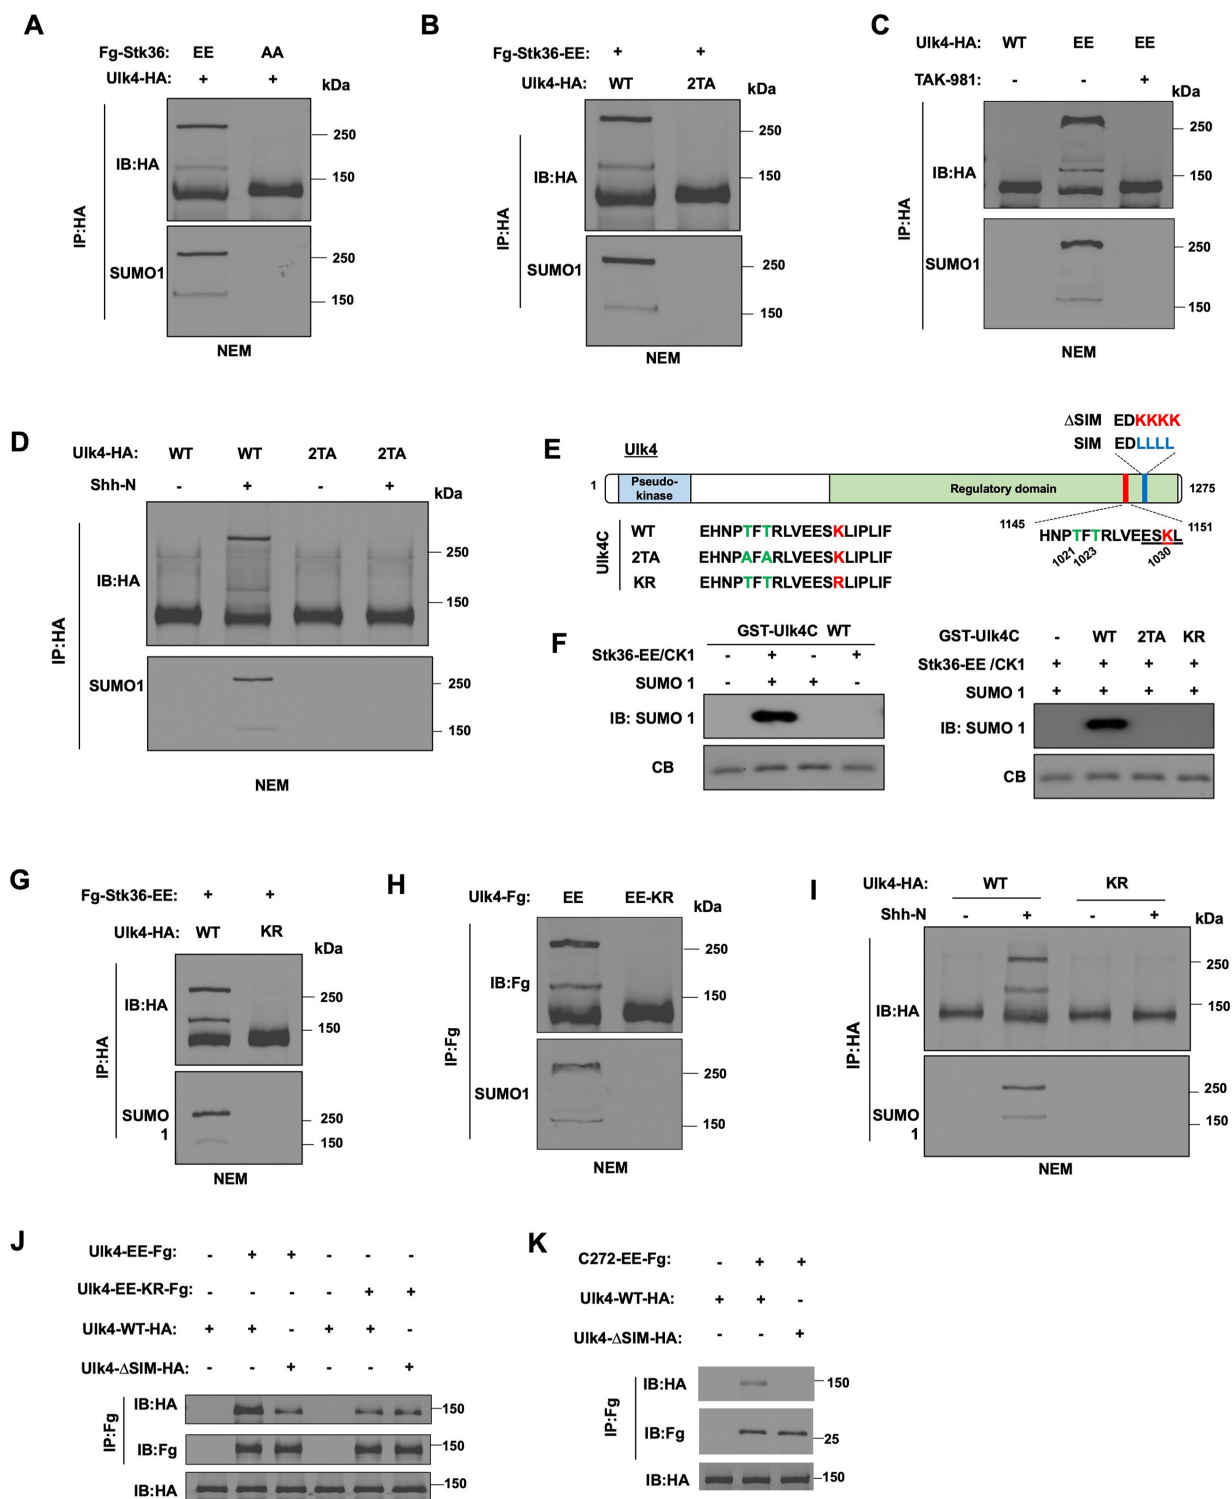 A
Fg-Stk36: EE AA
Ulk4-HA: + +
kDa
IP:HA
IB:HA
250
150
SUMO1
250
150
NEM
B
Fg-Stk36-EE: + +
Ulk4-HA: WT 2TA
kDa
IP:HA
IB:HA
250
150
SUMO1
250
150
NEM
C
Ulk4-HA: WT EE EE
TAK-981: - - +
kDa
IP:HA
IB:HA
250
150
SUMO1
250
150
NEM
D
Ulk4-HA: WT WT 2TA 2TA
Shh-N - + - +
kDa
IP:HA
IB:HA
250
150
SUMO1
250
150
NEM
E
ΔSIM EDKKKK
SIM EDLLLL
Ulk4
1 Pseudo-
kinase
Regulatory domain 1275
1145 1151
HNPTFTRLVEESKL
1021 1023 1030
Ulk4C
WT EHNPTFTRLVEESKLIPLIF
2TA EHNPAFARLVEESKLIPLIF
KR EHNPTFTRLVEESRLIPLIF
F
GST-Ulk4C WT
Stk36-EE/CK1 - + - +
SUMO 1 - + + -
IB: SUMO 1
CB
GST-Ulk4C - WT 2TA KR
Stk36-EE /CK1 + + + +
SUMO 1 + + + +
IB: SUMO 1
CB
G
Fg-Stk36-EE: + +
Ulk4-HA: WT KR
kDa
IP:HA
IB:HA
250
150
SUMO
1
250
150
NEM
H
Ulk4-Fg: EE EE-KR
kDa
IP:Fg
IB:Fg
250
150
SUMO1
250
150
NEM
I
Ulk4-HA: WT KR
Shh-N - + - +
kDa
IP:HA
IB:HA
250
150
SUMO
1
250
150
NEM
J
Ulk4-EE-Fg: - + + - - -
Ulk4-EE-KR-Fg: - - - - + +
Ulk4-WT-HA: + + - + + -
Ulk4-ΔSIM-HA: - - + - - +
IP:Fg
IB:HA 150
IB:Fg 150
IB:HA 150
K
C272-EE-Fg: - + +
Ulk4-WT-HA: + + -
Ulk4-ΔSIM-HA: - - +
IP:Fg
IB:HA 150
IB:Fg 25
IB:HA 150